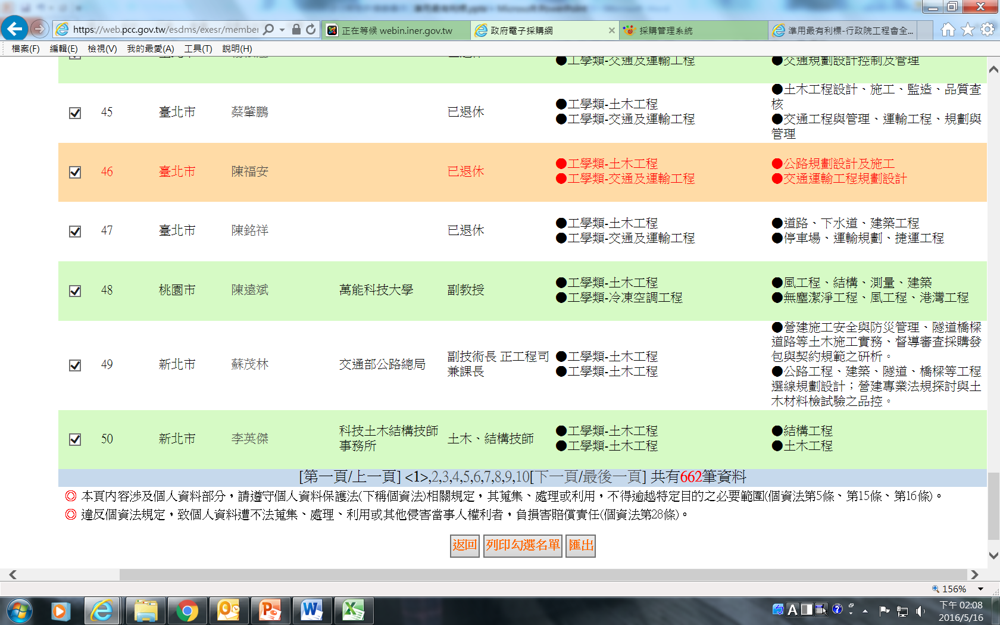 https://web.pcc.gov.tw/esdms/exesr/member
正在等候 webin.iner.gov.tw
政府電子採購網
採購管理系統
準用最有利標-行政院工程會全...
檔案(F) 編輯(E) 檢視(V) 我的最愛(A) 工具(T) 說明(H)
●工學類-交通及運輸工程 ●交通規劃設計控制及管理
45 臺北市 蔡肇鵬 已退休
●工學類-土木工程
●工學類-交通及運輸工程
●土木工程設計、施工、監造、品質查
核
●交通工程與管理、運輸工程、規劃與
管理
46 臺北市 陳福安 已退休
●工學類-土木工程
●工學類-交通及運輸工程
●公路規劃設計及施工
●交通運輸工程規劃設計
47 臺北市 陳銘祥 已退休
●工學類-土木工程
●工學類-交通及運輸工程
●道路、下水道、建築工程
●停車場、運輸規劃、捷運工程
48 桃園市 陳遠斌 萬能科技大學 副教授
●工學類-土木工程
●工學類-冷凍空調工程
●風工程、結構、測量、建築
●無塵潔淨工程、風工程、港灣工程
49 新北市 蘇茂林 交通部公路總局
副技術長 正工程司
兼課長
●工學類-土木工程
●工學類-土木工程
●營建施工安全與防災管理、隧道橋樑
道路等土木施工實務、督導審查採購發
包與契約規範之研析。
●公路工程、建築、隧道、橋樑等工程
選線規劃設計；營建專業法規探討與土
木材料檢試驗之品控。
50 新北市 李英傑
科技土木結構技師
事務所
土木、結構技師
●工學類-土木工程
●工學類-土木工程
●結構工程
●土木工程
[第一頁/上一頁] <1>,2,3,4,5,6,7,8,9,10[下一頁/最後一頁] 共有662筆資料
◎ 本頁內容涉及個人資料部分，請遵守個人資料保護法(下稱個資法)相關規定，其蒐集、處理或利用，不得逾越特定目的之必要範圍(個資法第5條、第15條、第16條)。
◎ 違反個資法規定，致個人資料遭不法蒐集、處理、利用或其他侵害當事人權利者，負損害賠償責任(個資法第28條)。
返回 列印勾選名單 匯出
156%
下午 02:08
2016/5/16